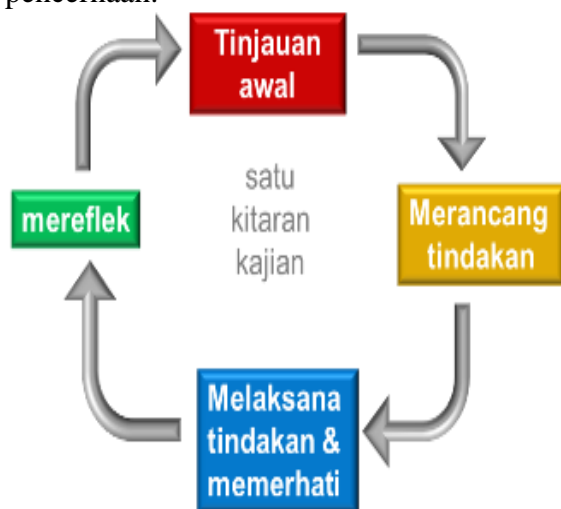 Tinjauan
awal
satu
kitaran
kajian
mereflek
Merancang
tindakan
Melaksana
tindakan &
memerhati